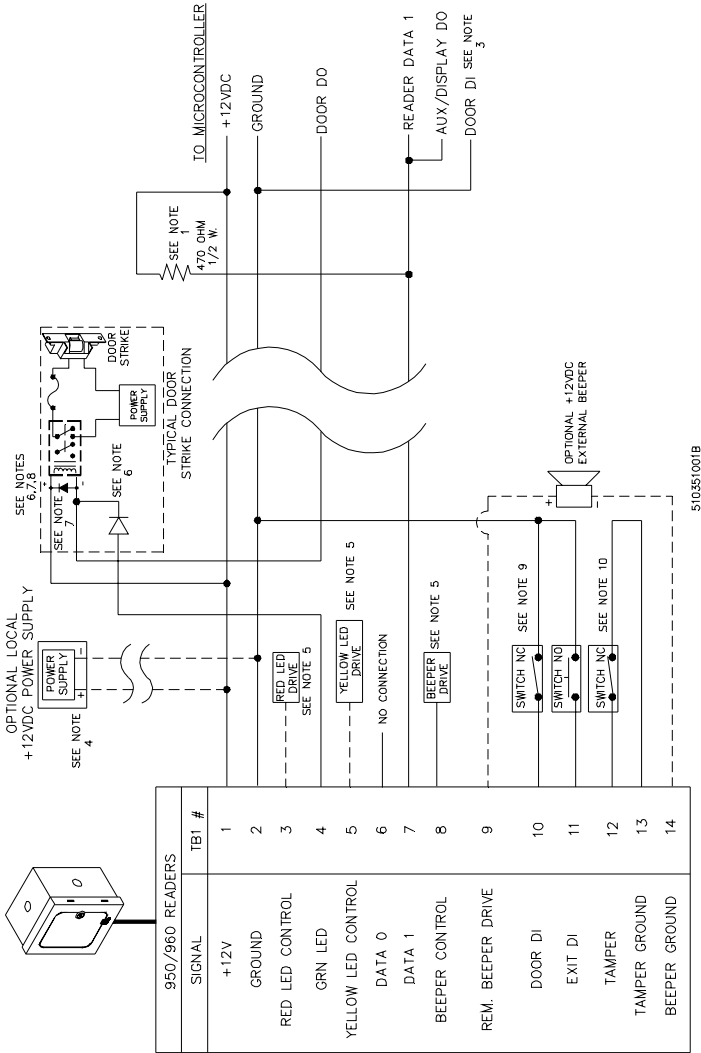 950/960 READERS
SIGNAL
TB1 #
+12V
1
GROUND
2
RED LED CONTROL
3
GRN LED
4
YELLOW LED CONTROL
5
DATA 0
6
DATA 1
7
BEEPER CONTROL
8
REM. BEEPER DRIVE
9
DOOR DI
10
EXIT DI
11
TAMPER
12
TAMPER GROUND
13
BEEPER GROUND
14
OPTIONAL LOCAL
+12VDC POWER SUPPLY
POWER
SUPPLY
+
-
SEE NOTE
4
RED LED
DRIVE
SEE NOTE 5
YELLOW LED
DRIVE
SEE NOTE 5
NO CONNECTION
BEEPER
DRIVE
SEE NOTE 5
SWITCH NC
SEE NOTE 9
SWITCH NO
SWITCH NC
SEE NOTE 10
SEE NOTES
6,7,8
SEE NOTE
7
+
-
SEE NOTE
6
POWER
SUPPLY
DOOR
STRIKE
TYPICAL DOOR
STRIKE CONNECTION
+
-
OPTIONAL +12VDC
EXTERNAL BEEPER
SEE NOTE
1
470 OHM
1/2 W.
TO MICROCONTROLLER
+12VDC
GROUND
DOOR DO
READER DATA 1
AUX/DISPLAY DO
DOOR DI SEE NOTE
3
510351001B